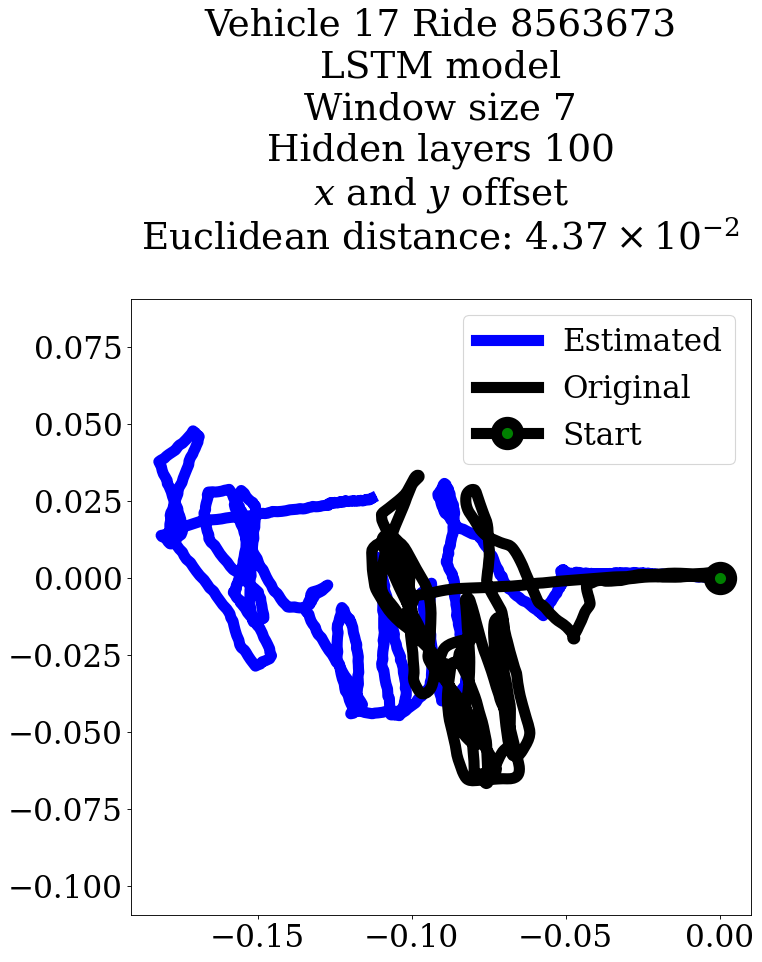 Vehicle 17 Ride 8563673
LSTM model
Window size 7
Hidden layers 100
x and y offset
Euclidean distance: 4.37 × 10⁻²
Estimated
Original
Start
0.075
0.050
0.025
0.000
−0.025
−0.050
−0.075
−0.100
−0.15 −0.10 −0.05 0.00